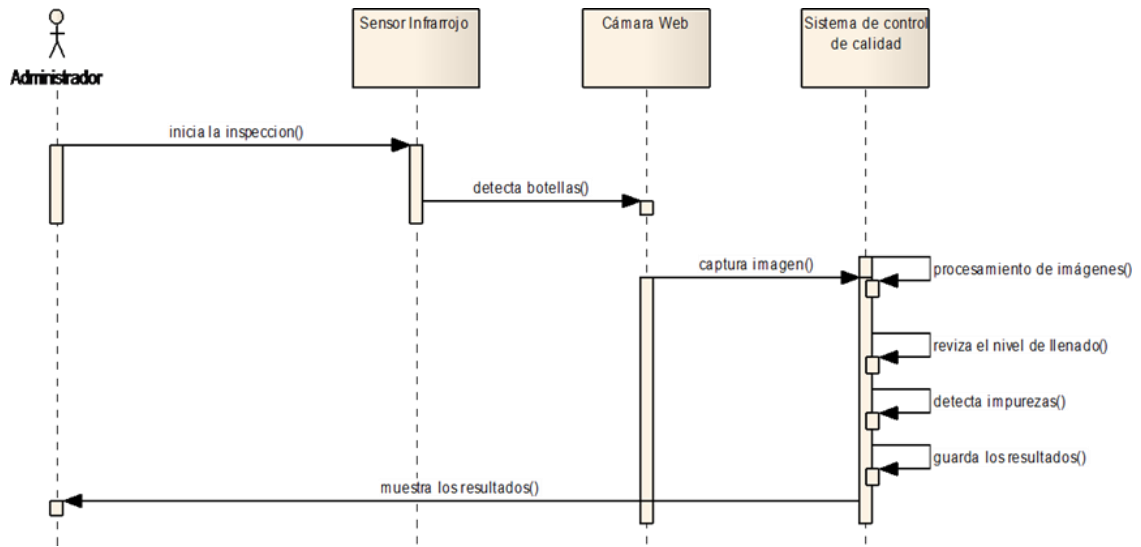 Sensor Infrarrojo
Cámara Web
Sistema de control
de calidad
Administrador
inicia la inspeccion()
detecta botellas()
captura imagen()
procesamiento de imágenes()
reviza el nivel de llenado()
detecta impurezas()
guarda los resultados()
muestra los resultados()